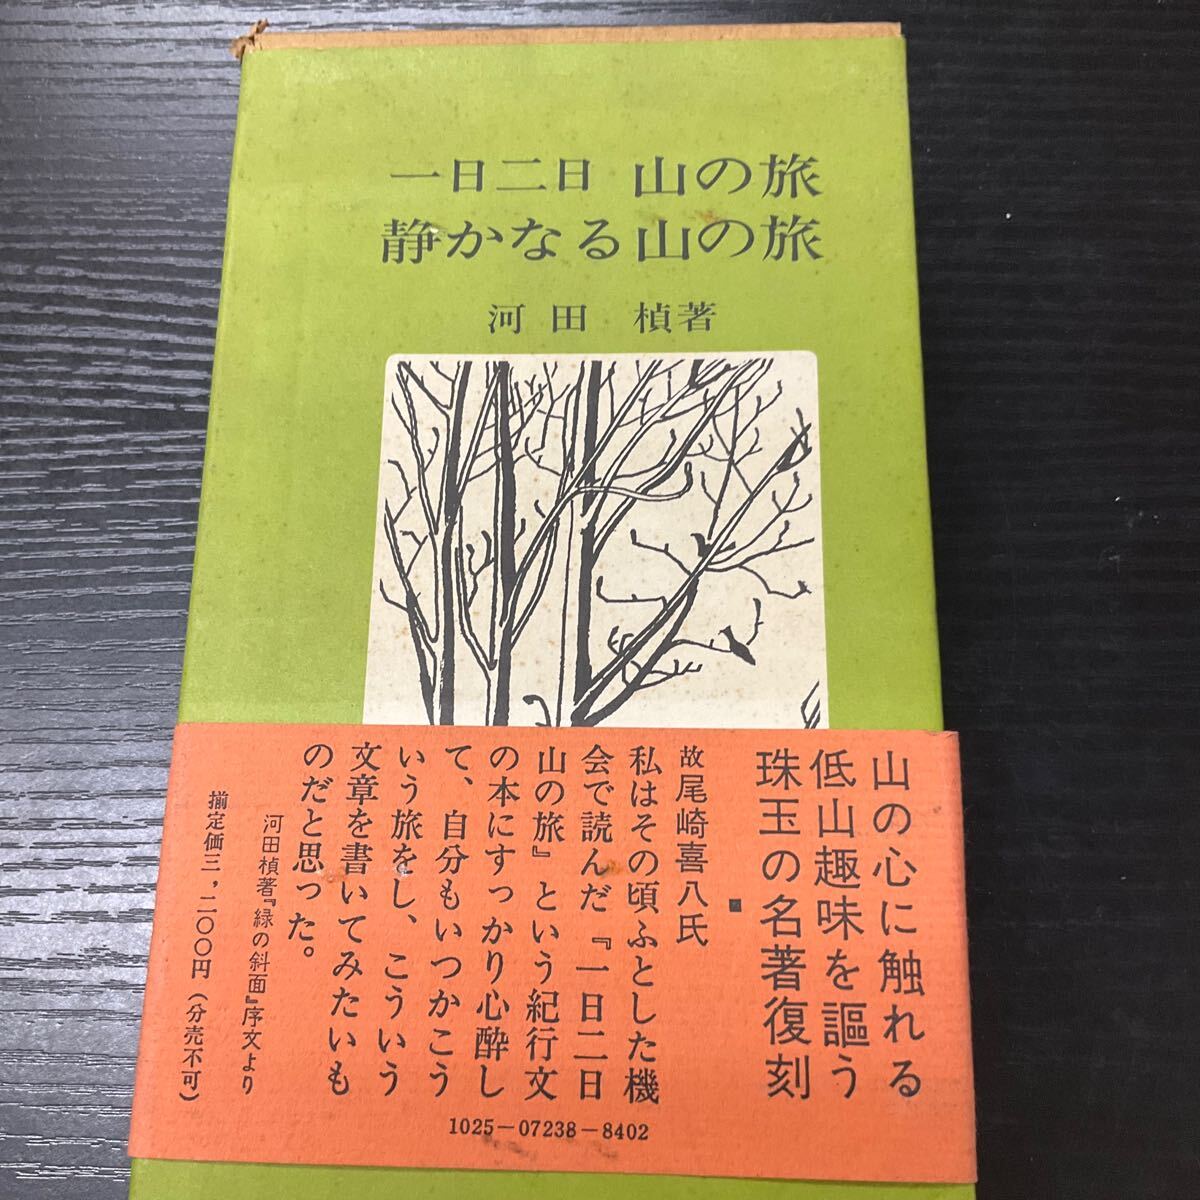 一日二日 山の旅
静かなる山の旅
河田 楨著
山の心に触れる
低山趣味を謳う
珠玉の名著復刻
■
故尾崎喜八氏
私はその頃ふとした機
会で読んだ『一日二日
山の旅』という紀行文
の本にすっかり心酔し
て、自分もいつかこう
いう旅をし、こういう
文章を書いてみたいも
のだと思った。
河田楨著『緑の斜面』序文より
揃定価三，二〇〇円（分売不可）
1025－07238－8402